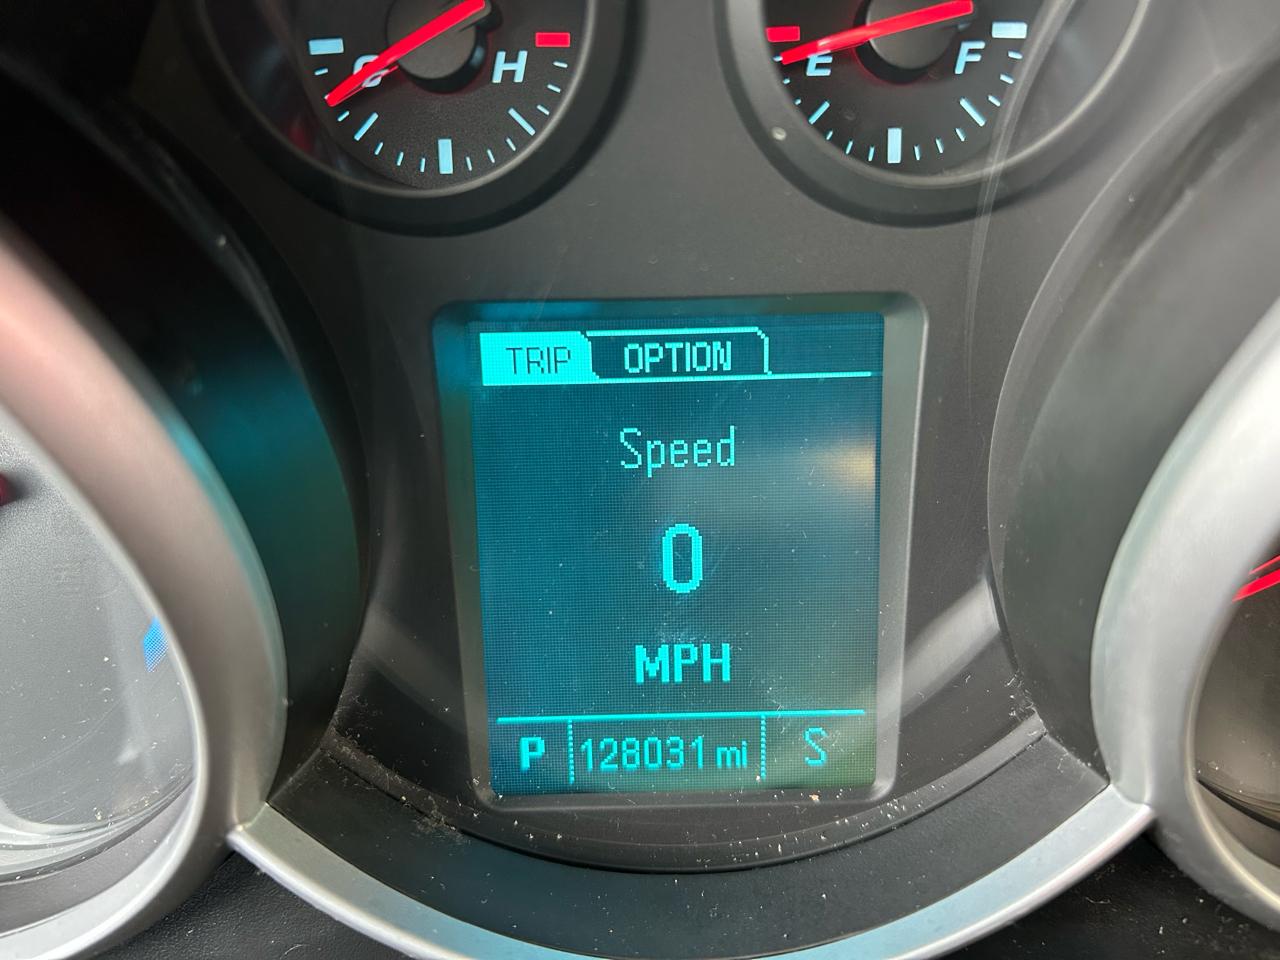 C H
E F
TRIP OPTION
Speed
0
MPH
P 128031 mi S